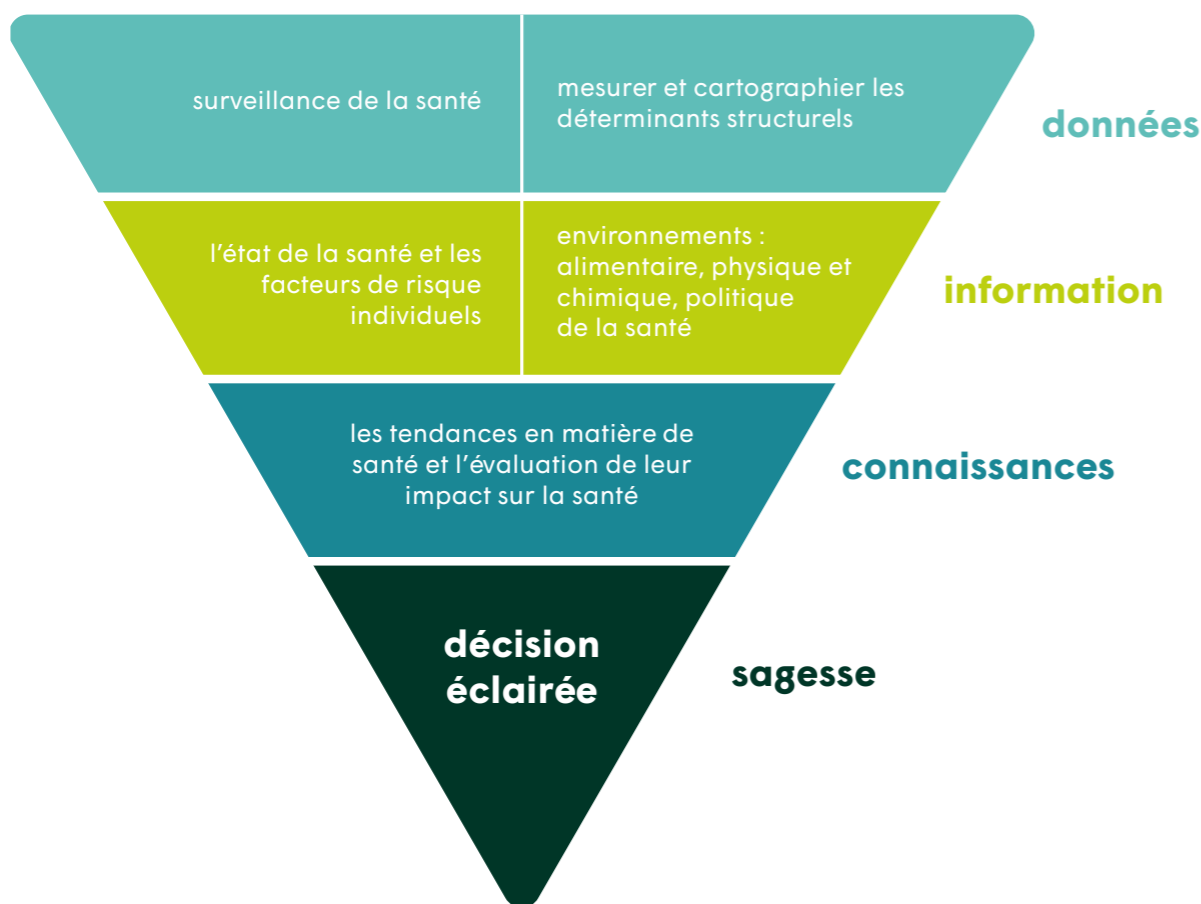 surveillance de la santé
mesurer et cartographier les
déterminants structurels
données
l'état de la santé et les
facteurs de risque
individuels
environnements :
alimentaire, physique et
chimique, politique
de la santé
information
les tendances en matière de
santé et l'évaluation de leur
impact sur la santé
connaissances
décision
éclairée
sagesse